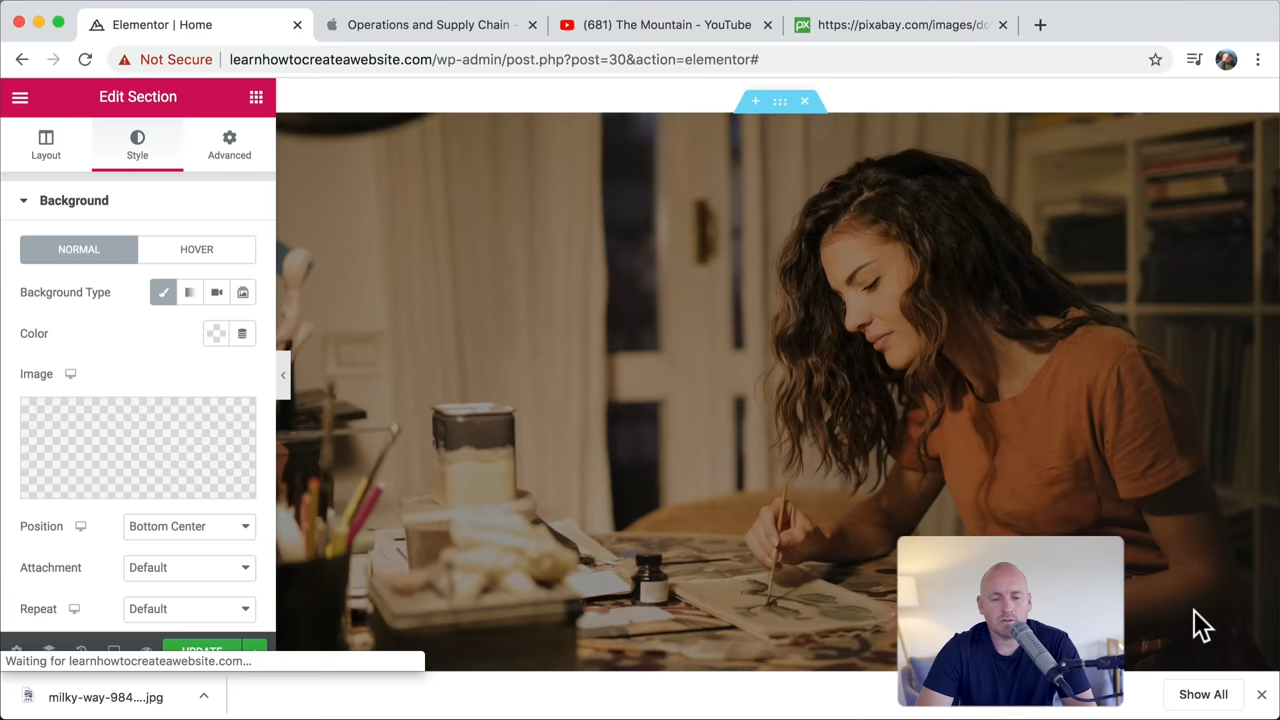 Elementor | Home
Operations and Supply Chain -
(681) The Mountain - YouTube
px
https://pixabay.com/images/do
Not Secure
learnhowtocreateawebsite.com/wp-admin/post.php?post=30&action=elementor#
Edit Section
Layout
Style
Advanced
Background
NORMAL
HOVER
Background Type
Color
Image
Position
Bottom Center
Attachment
Default
Repeat
Default
UPDATE
Waiting for learnhowtocreateawebsite.com...
milky-way-984....jpg
Show All